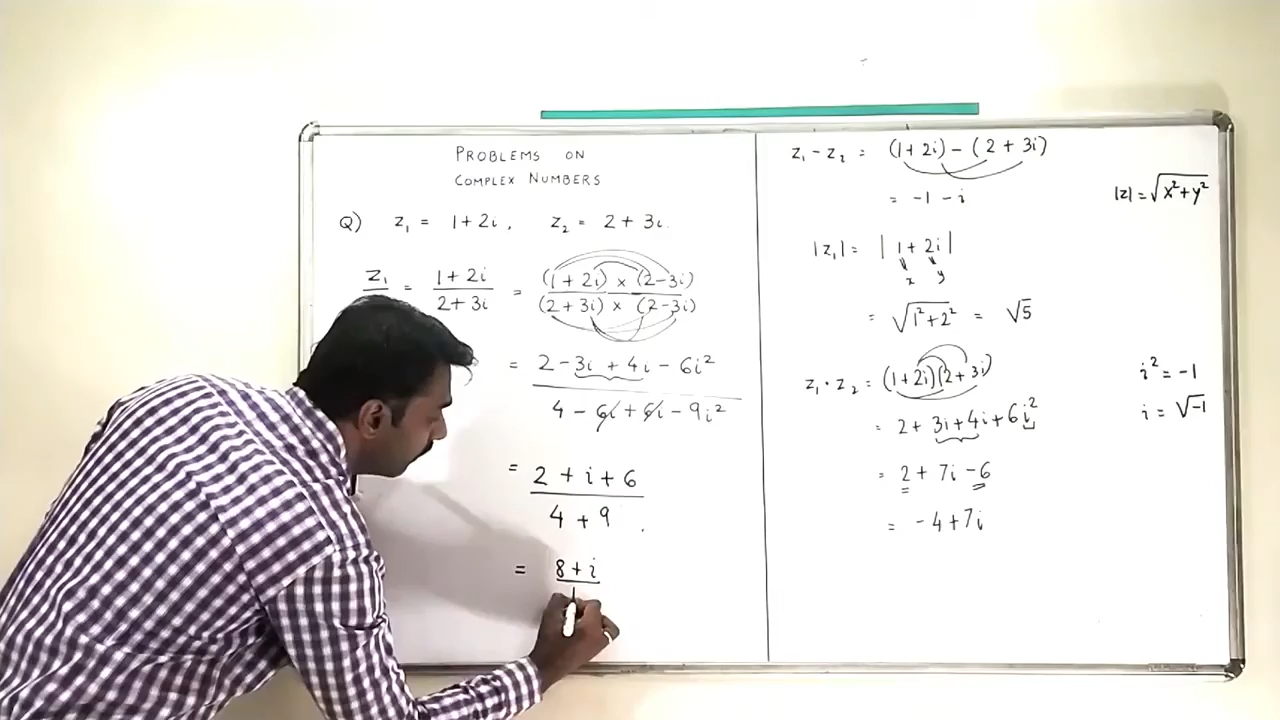 PROBLEMS ON
COMPLEX NUMBERS
Q) z₁ = 1+2i, z₂ = 2+3i.
z₁/ = (1+2i)/(2+3i) = ((1+2i) × (2-3i))/((2+3i) × (2-3i))
= (2-3i+4i-6i²)/(4-6i+6i-9i²)
= (2+i+6)/(4+9).
= (8+i)/
z₁-z₂ = (1+2i)-(2+3i)
= -1-i
|z|=√(x²+y²)
|z₁| = |1+2i|
x y
= √(1²+2²) = √5
z₁·z₂ = (1+2i)(2+3i)
= 2+3i+4i+6i²
= 2+7i-6
= -4+7i
i²=-1
i=√-1